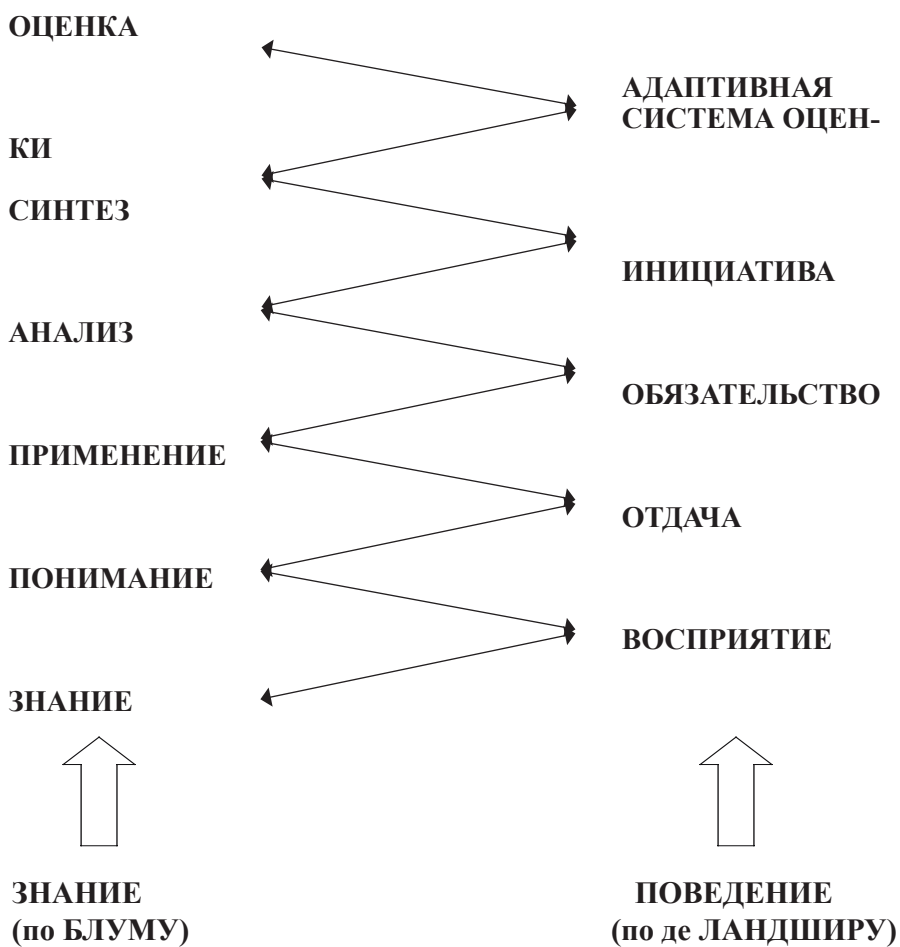 ОЦЕНКА
АДАПТИВНАЯ
СИСТЕМА ОЦЕН-
КИ
СИНТЕЗ
ИНИЦИАТИВА
АНАЛИЗ
ОБЯЗАТЕЛЬСТВО
ПРИМЕНЕНИЕ
ОТДАЧА
ПОНИМАНИЕ
ВОСПРИЯТИЕ
ЗНАНИЕ
ЗНАНИЕ
(по БЛУМУ)
ПОВЕДЕНИЕ
(по де ЛАНДШИРУ)